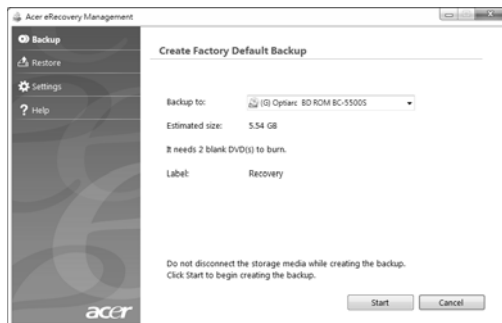 Acer eRecovery Management
Backup
Restore
Settings
Help
Create Factory Default Backup
Backup to: (G) Optiarc BD ROM BC-5500S
Estimated size: 5.54 GB
It needs 2 blank DVD(s) to burn.
Label: Recovery
Do not disconnect the storage media while creating the backup.
Click Start to begin creating the backup.
Start Cancel
acer